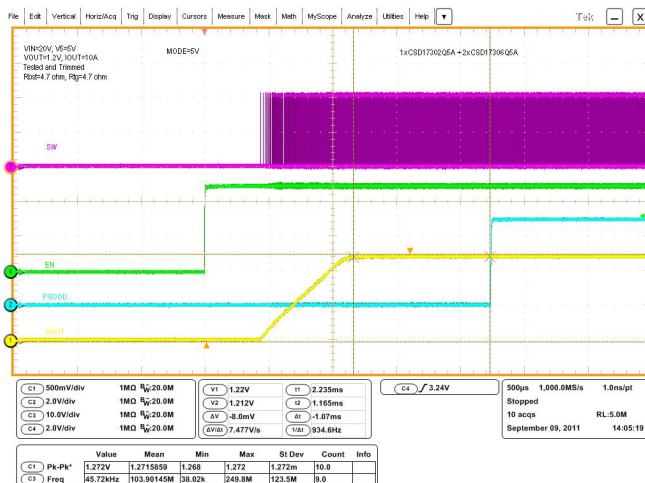 File Edit Vertical Horiz/Acq Trig Display Cursors Measure Mask Math MyScope Analyze Utilities Help Tek X
VIN=20V, V5=5V
VOUT=1.2V, IOUT=10A
Tested and Trimmed
Rbst=4.7 ohm, Rtg=4.7 ohm
MODE=5V
1xCSD17302Q5A+2xCSD17306Q5A
SW
3
EN
4
PGOOD
2
VOUT
1
C1 500mV/div 1MΩ BW:20.0M
C2 2.0V/div 1MΩ BW:20.0M
C3 10.0V/div 1MΩ BW:20.0M
C4 2.0V/div 1MΩ BW:20.0M
V1 1.22V t1 2.235ms
V2 1.212V t2 1.165ms
ΔV -8.0mV Δt -1.07ms
ΔV/Δt 7.477V/s 1/Δt 934.6Hz
C4 3.24V
500µs 1,000.0MS/s 1.0ns/pt
Stopped
10 acqs RL:5.0M
September 09, 2011 14:05:19
Value Mean Min Max St Dev Count Info
C1 Pk-Pk* 1.272V 1.2715859 1.268 1.272 1.272m 10.0
C3 Freq 45.72kHz 103.90145M 38.02k 249.8M 123.5M 9.0